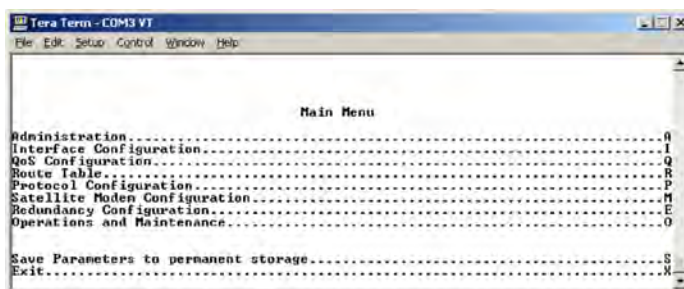 Tera Term - COM3 VT
File Edit Setup Control Window Help
Main Menu
Administration.....................................................................A
Interface Configuration............................................................I
QoS Configuration..................................................................Q
Route Table........................................................................R
Protocol Configuration.............................................................P
Satellite Modem Configuration......................................................M
Redundancy Configuration...........................................................E
Operations and Maintenance.........................................................O
Save Parameters to permanent storage...............................................S
Exit...............................................................................X